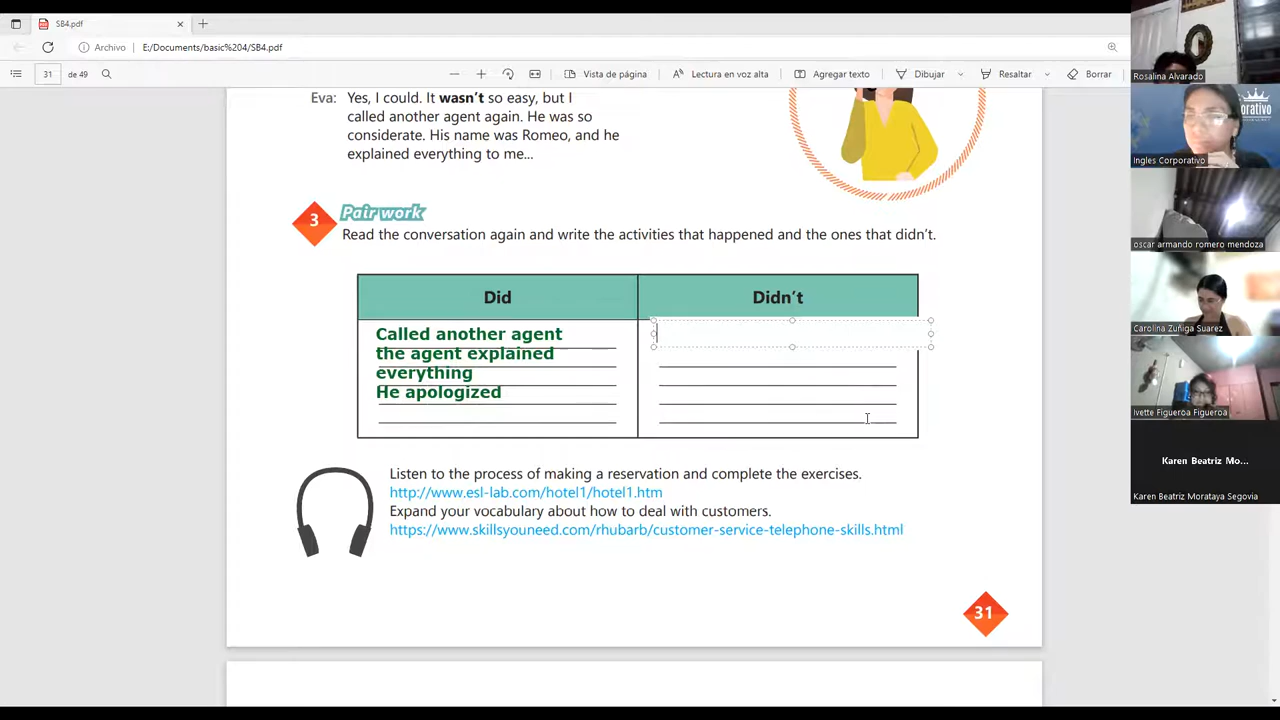 SB4.pdf
Archivo
E:/Documents/basic%204/SB4.pdf
31
de 49
Vista de página
Lectura en voz alta
Agregar texto
Dibujar
Resaltar
Borrar
Eva: Yes, I could. It wasn't so easy, but I
called another agent again. He was so
considerate. His name was Romeo, and he
explained everything to me...
3
Pair work
Read the conversation again and write the activities that happened and the ones that didn't.
Did
Didn't
Called another agent
the agent explained
everything
He apologized
Listen to the process of making a reservation and complete the exercises.
http://www.esl-lab.com/hotel1/hotel1.htm
Expand your vocabulary about how to deal with customers.
https://www.skillsyouneed.com/rhubarb/customer-service-telephone-skills.html
31
Rosalina Alvarado
orativo
Ingles Corporativo
oscar armando romero mendoza
Carolina Zuñiga Suarez
Ivette Figueroa Figueroa
Karen Beatriz Mo...
Karen Beatriz Morataya Segovia